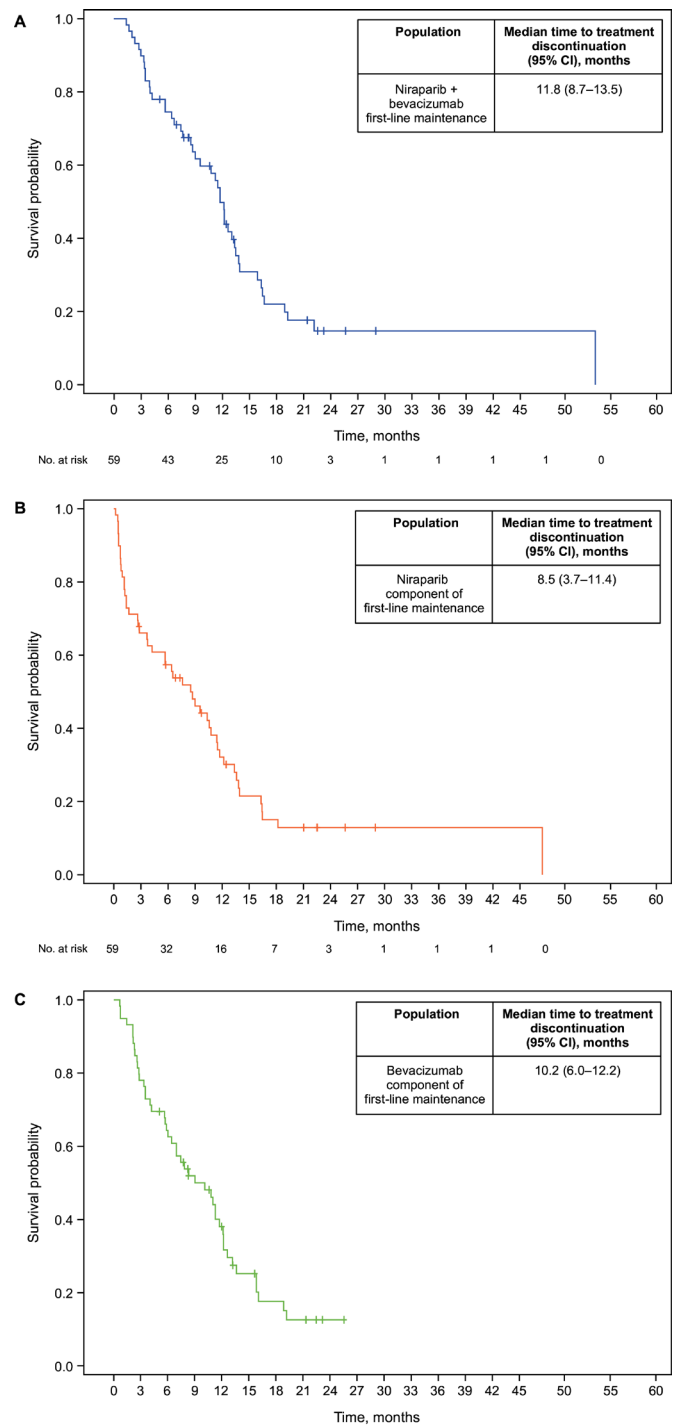 A
Population Median time to treatment
discontinuation
(95% CI), months
Niraparib + 11.8 (8.7–13.5)
bevacizumab
first-line maintenance
1.0
0.8
0.6
0.4
0.2
0.0
Survival probability
0 3 6 9 12 15 18 21 24 27 30 33 36 39 42 45 50 55 60
Time, months
No. at risk 59 43 25 10 3 1 1 1 1 0
B
Population Median time to treatment
discontinuation
(95% CI), months
Niraparib 8.5 (3.7–11.4)
component of
first-line maintenance
1.0
0.8
0.6
0.4
0.2
0.0
Survival probability
0 3 6 9 12 15 18 21 24 27 30 33 36 39 42 45 50 55 60
Time, months
No. at risk 59 32 16 7 3 1 1 1 0
C
Population Median time to treatment
discontinuation
(95% CI), months
Bevacizumab 10.2 (6.0–12.2)
component of
first-line maintenance
1.0
0.8
0.6
0.4
0.2
0.0
Survival probability
0 3 6 9 12 15 18 21 24 27 30 33 36 39 42 45 50 55 60
Time, months